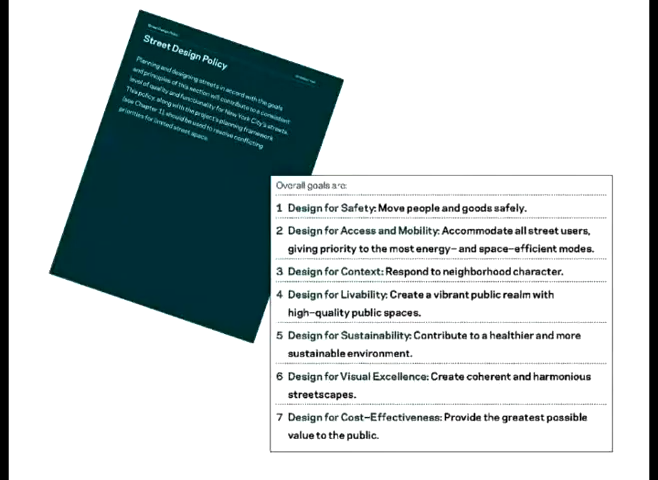 Street Design Policy
Street Design Policy
Planning and designing streets in accord with the goals
and principles of this section will contribute to a consistent
level of quality and functionality for New York City's streets.
This policy, along with the project's planning framework
(see Chapter 1), should be used to resolve conflicting
priorities for limited street space.
Overall goals are:
1 Design for Safety: Move people and goods safely.
2 Design for Access and Mobility: Accommodate all street users,
giving priority to the most energy– and space–efficient modes.
3 Design for Context: Respond to neighborhood character.
4 Design for Livability: Create a vibrant public realm with
high–quality public spaces.
5 Design for Sustainability: Contribute to a healthier and more
sustainable environment.
6 Design for Visual Excellence: Create coherent and harmonious
streetscapes.
7 Design for Cost–Effectiveness: Provide the greatest possible
value to the public.